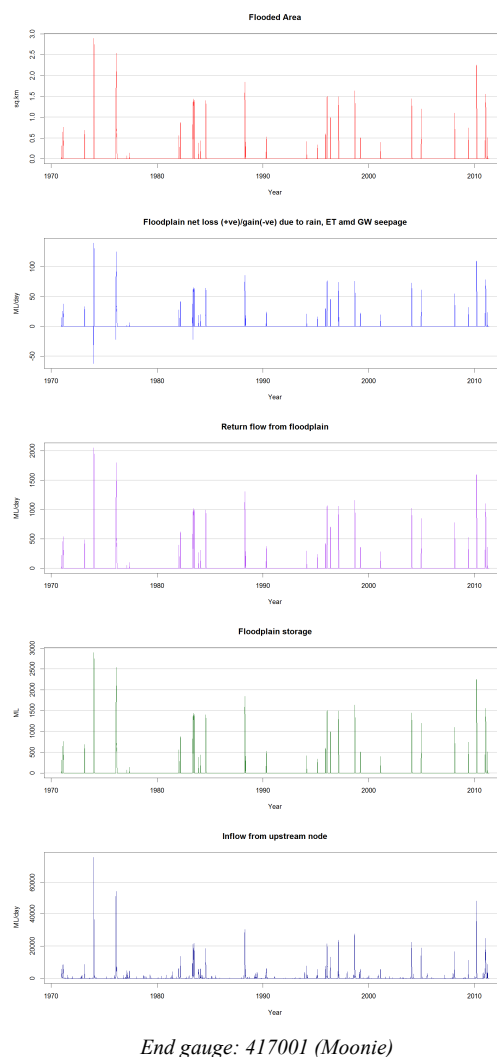 Flooded Area
sq.km
0.0 0.5 1.0 1.5 2.0 2.5 3.0
1970 1980 1990 2000 2010
Year
Floodplain net loss (+ve)/gain(-ve) due to rain, ET amd GW seepage
ML/day
-50 0 50 100
1970 1980 1990 2000 2010
Year
Return flow from floodplain
ML/day
0 500 1000 1500 2000
1970 1980 1990 2000 2010
Year
Floodplain storage
ML
0 500 1000 1500 2000 2500 3000
1970 1980 1990 2000 2010
Year
Inflow from upstream node
ML/day
0 20000 40000 60000
1970 1980 1990 2000 2010
Year
End gauge: 417001 (Moonie)